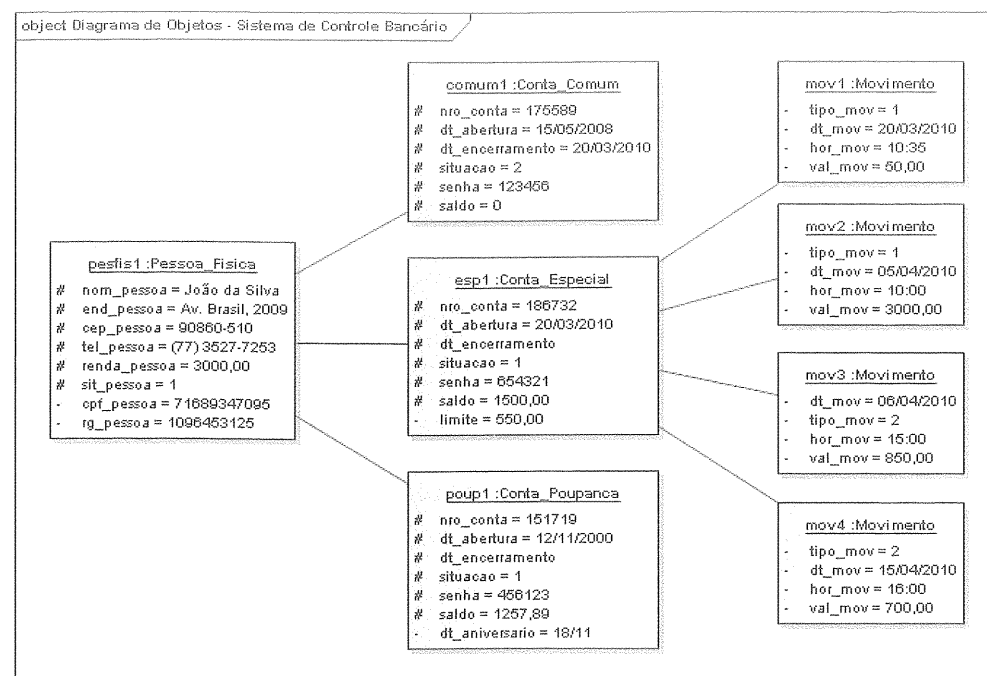 object Diagrama de Objetos - Sistema de Controle Bancário
comum1 :Conta_Comum
# nro_conta = 175589
# dt_abertura = 15/05/2008
# dt_encerramento = 20/03/2010
# situacao = 2
# senha = 123456
# saldo = 0
mov1 :Movimento
- tipo_mov = 1
- dt_mov = 20/03/2010
- hor_mov = 10:35
- val_mov = 50,00
mov2 :Movimento
- tipo_mov = 1
- dt_mov = 05/04/2010
- hor_mov = 10:00
- val_mov = 3000,00
pesfis1 :Pessoa_Fisica
# nom_pessoa = João da Silva
# end_pessoa = Av. Brasil, 2009
# cep_pessoa = 90860-510
# tel_pessoa = (77) 3527-7253
# renda_pessoa = 3000,00
# sit_pessoa = 1
- cpf_pessoa = 71689347095
- rg_pessoa = 1096453125
esp1 :Conta_Especial
# nro_conta = 186732
# dt_abertura = 20/03/2010
# dt_encerramento
# situacao = 1
# senha = 654321
# saldo = 1500,00
- limite = 550,00
mov3 :Movimento
- dt_mov = 06/04/2010
- tipo_mov = 2
- hor_mov = 15:00
- val_mov = 850,00
poup1 :Conta_Poupanca
# nro_conta = 151719
# dt_abertura = 12/11/2000
# dt_encerramento
# situacao = 1
# senha = 456123
# saldo = 1257,89
- dt_aniversario = 18/11
mov4 :Movimento
- tipo_mov = 2
- dt_mov = 15/04/2010
- hor_mov = 16:00
- val_mov = 700,00